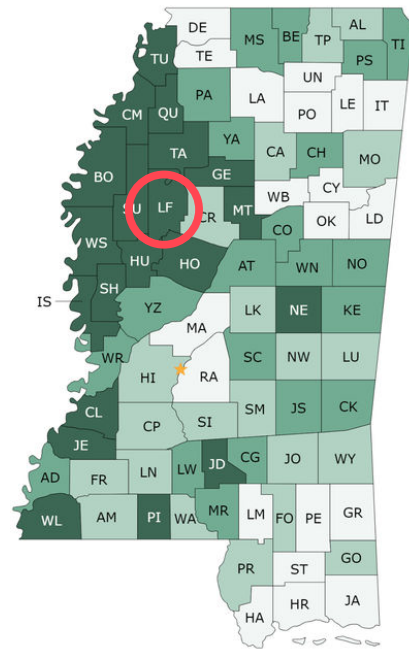 DE
AL
MS
BE
TP
TI
TU
TE
PS
UN
PA
LA
LE
IT
CM
QU
PO
YA
TA
CA
CH
MO
BO
GE
WB
CY
SU
LF
CR
MT
OK
LD
CO
WS
HU
HO
AT
WN
NO
SH
IS
YZ
LK
NE
KE
MA
WR
SC
NW
LU
HI
RA
CL
SM
JS
CK
CP
SI
JE
JD
CG
JO
WY
AD
FR
LN
LW
WL
AM
PI
WA
MR
LM
FO
PE
GR
GO
PR
ST
HA
HR
JA